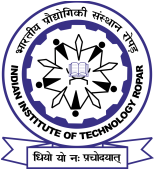 भारतीय प्रौद्योगिकी संस्थान रोपड़
INDIAN INSTITUTE OF TECHNOLOGY ROPAR
धियो यो नः प्रचोदयात्